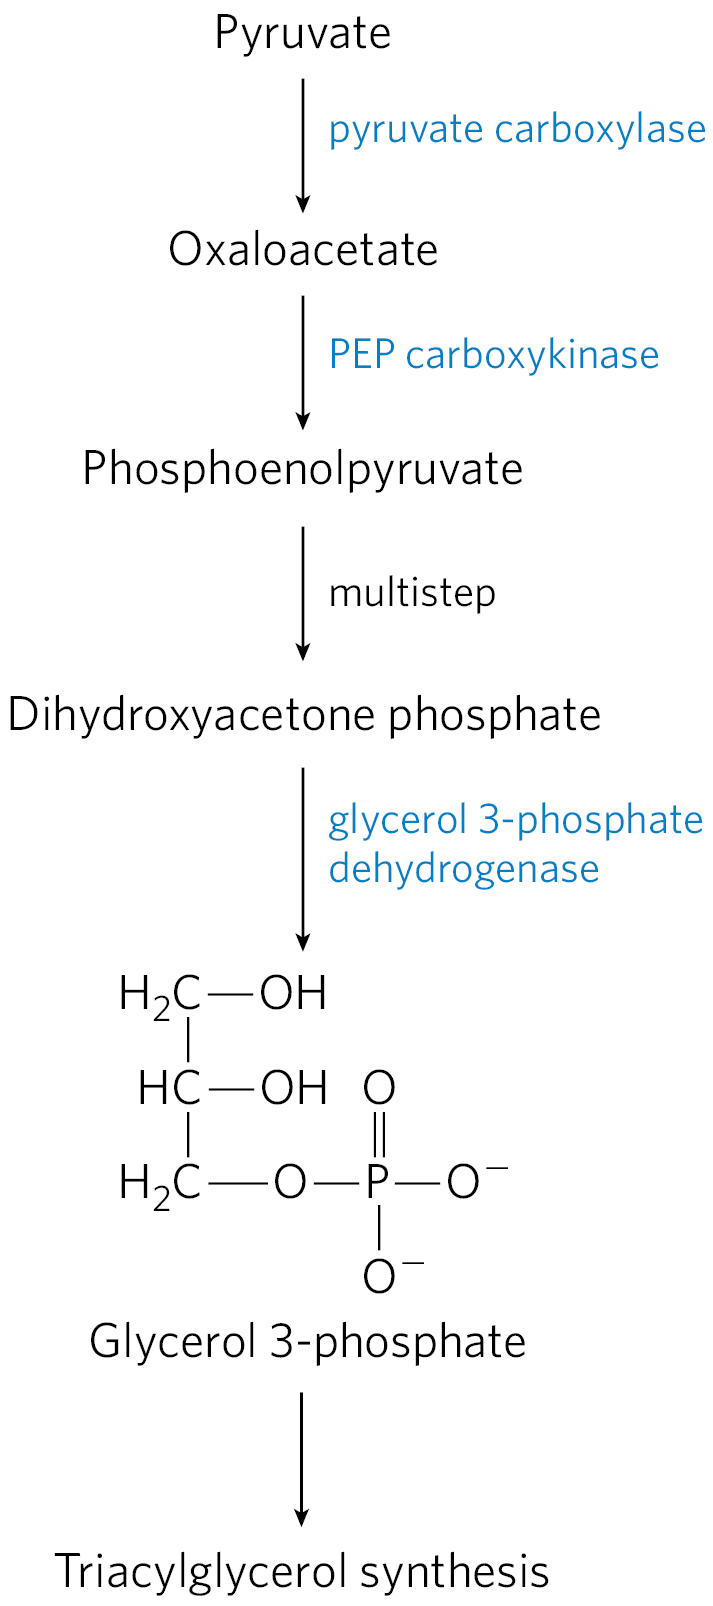 Pyruvate
pyruvate carboxylase
Oxaloacetate
PEP carboxykinase
Phosphoenolpyruvate
multistep
Dihydroxyacetone phosphate
glycerol 3-phosphate
dehydrogenase
H₂C—OH
HC—OH O
H₂C—O—P—O⁻
O⁻
Glycerol 3-phosphate
Triacylglycerol synthesis